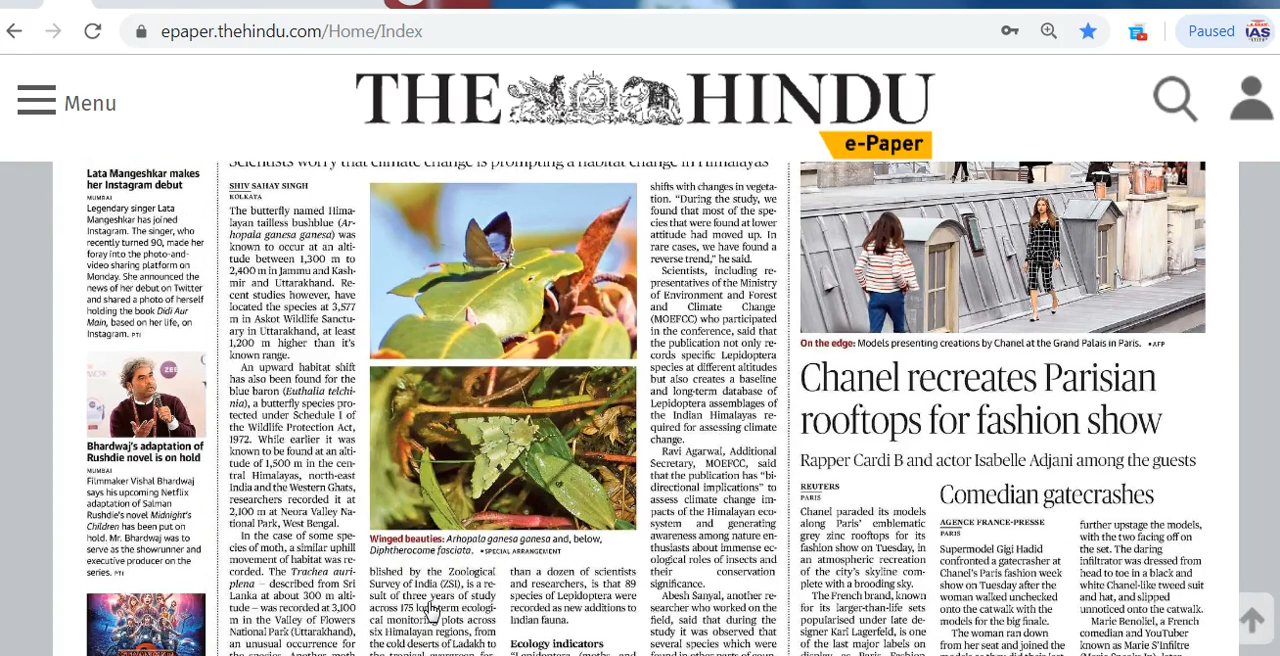 epaper.thehindu.com/Home/Index
Paused
IAS
Menu
THE HINDU
e-Paper
Lata Mangeshkar makes
her Instagram debut
MUMBAI
Legendary singer Lata
Mangeshkar has joined
Instagram. The singer, who
recently turned 90, made her
foray into the photo-and-
video sharing platform on
Monday. She announced the
news of her debut on Twitter
and shared a photo of herself
holding the book Didi Aur
Main, based on her life, on
Instagram. PTI
ZEE
Bhardwaj's adaptation of
Rushdie novel is on hold
MUMBAI
Filmmaker Vishal Bhardwaj
says his upcoming Netflix
adaptation of Salman
Rushdie's novel Midnight's
Children has been put on
hold. Mr. Bhardwaj was to
serve as the showrunner and
executive producer on the
series. PTI
Scientists worry that climate change is prompting a habitat change in Himalayas
SHIV SAHAY SINGH
KOLKATA
The butterfly named Hima-
layan tailless bushblue (Ar-
hopala ganesa ganesa) was
known to occur at an alti-
tude between 1,300 m to
2,400 m in Jammu and Kash-
mir and Uttarakhand. Re-
cent studies however, have
located the species at 3,577
m in Askot Wildlife Sanctu-
ary in Uttarakhand, at least
1,200 m higher than it's
known range.
An upward habitat shift
has also been found for the
blue baron (Euthalia telchi-
nia), a butterfly species pro-
tected under Schedule I of
the Wildlife Protection Act,
1972. While earlier it was
known to be found at an alti-
tude of 1,500 m in the cen-
tral Himalayas, north-east
India and the Western Ghats,
researchers recorded it at
2,100 m at Neora Valley Na-
tional Park, West Bengal.
In the case of some spe-
cies of moth, a similar uphill
movement of habitat was re-
corded. The Trachea auri-
plena – described from Sri
Lanka at about 300 m alti-
tude – was recorded at 3,100
m in the Valley of Flowers
National Park (Uttarakhand),
an unusual occurrence for
the species. Another moth
Winged beauties: Arhopala ganesa ganesa and, below,
Diphtherocome fasciata. •SPECIAL ARRANGEMENT
blished by the Zoological
Survey of India (ZSI), is a re-
sult of three years of study
across 175 long-term ecologi-
cal monitoring plots across
six Himalayan regions, from
the cold deserts of Ladakh to
than a dozen of scientists
and researchers, is that 89
species of Lepidoptera were
recorded as new additions to
Indian fauna.
Ecology indicators
"Lepidoptera (moths and
shifts with changes in vegeta-
tion. "During the study, we
found that most of the spe-
cies that were found at lower
attitude had moved up. In
rare cases, we have found a
reverse trend," he said.
Scientists, including re-
presentatives of the Ministry
of Environment and Forest
and Climate Change
(MOEFCC) who participated
in the conference, said that
the publication not only re-
cords specific Lepidoptera
species at different altitudes
but also creates a baseline
and long-term database of
Lepidoptera assemblages of
the Indian Himalayas re-
quired for assessing climate
change.
Ravi Agarwal, Additional
Secretary, MOEFCC, said
that the publication has "bi-
directional implications" to
assess climate change im-
pacts of the Himalayan eco-
system and generating
awareness among nature en-
thusiasts about immense ec-
ological roles of insects and
their conservation
significance.
Abesh Sanyal, another re-
searcher who worked on the
field, said that during the
study it was observed that
several species which were
On the edge: Models presenting creations by Chanel at the Grand Palais in Paris. •AFP
Chanel recreates Parisian
rooftops for fashion show
Rapper Cardi B and actor Isabelle Adjani among the guests
REUTERS
PARIS
Chanel paraded its models
along Paris' emblematic
grey zinc rooftops for its
fashion show on Tuesday, in
an atmospheric recreation
of the city's skyline com-
plete with a brooding sky.
The French brand, known
for its larger-than-life sets
popularised under late de-
signer Karl Lagerfeld, is one
of the last major labels on
display as Paris Fashion
Comedian gatecrashes
AGENCE FRANCE-PRESSE
PARIS
Supermodel Gigi Hadid
confronted a gatecrasher at
Chanel's Paris fashion week
show on Tuesday after the
woman walked unchecked
onto the catwalk with the
models for the big finale.
The woman ran down
from her seat and joined the
further upstage the models,
with the two facing off on
the set. The daring
infiltrator was dressed from
head to toe in a black and
white Chanel-like tweed suit
and hat, and slipped
unnoticed onto the catwalk.
Marie Benoliel, a French
comedian and YouTuber
known as Marie S'Infiltre